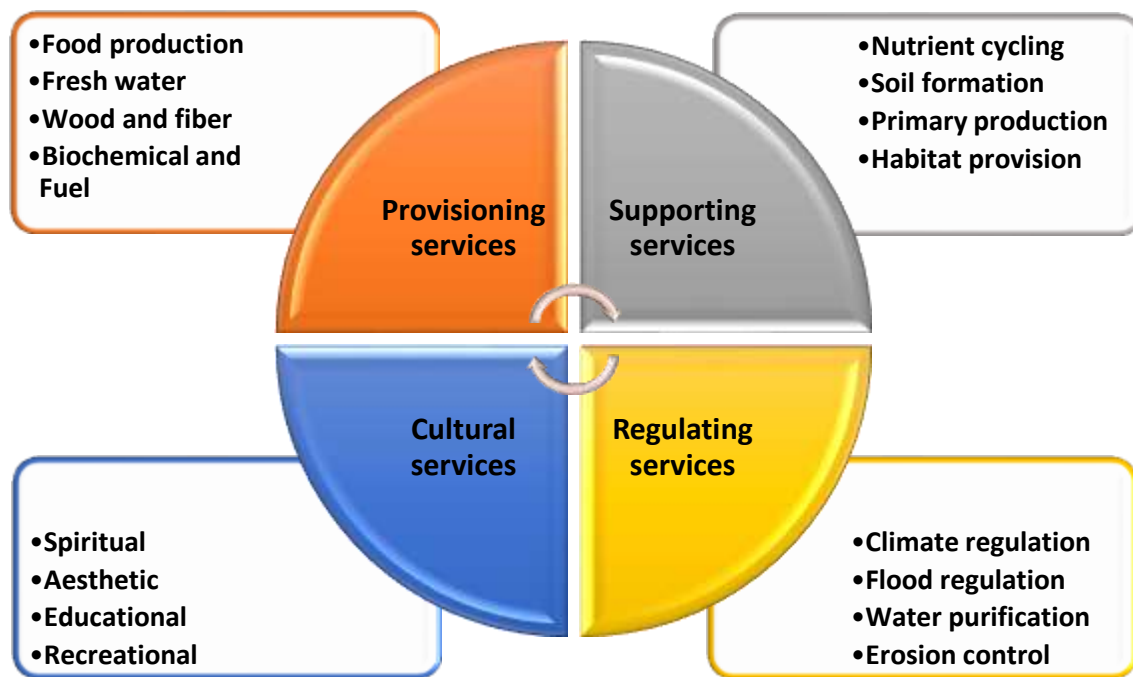 •Food production
•Fresh water
•Wood and fiber
•Biochemical and
Fuel
•Nutrient cycling
•Soil formation
•Primary production
•Habitat provision
Provisioning
services
Supporting
services
Cultural
services
Regulating
services
•Spiritual
•Aesthetic
•Educational
•Recreational
•Climate regulation
•Flood regulation
•Water purification
•Erosion control